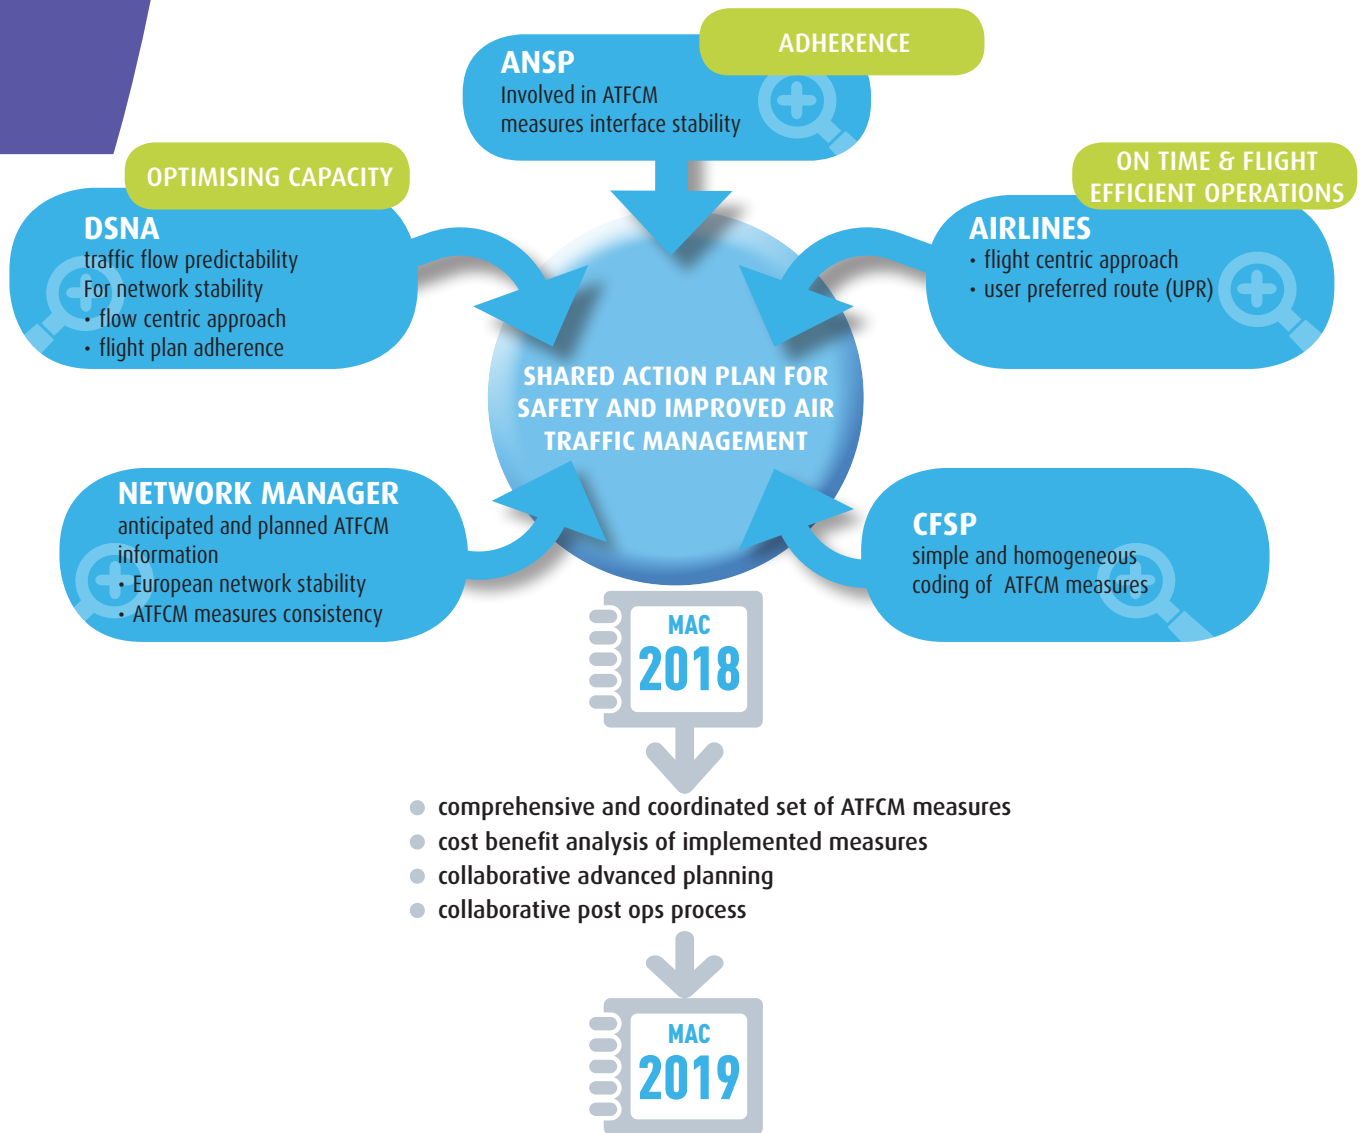 ADHERENCE
ANSP
Involved in ATFCM
measures interface stability
OPTIMISING CAPACITY
DSNA
traffic flow predictability
For network stability
• flow centric approach
• flight plan adherence
ON TIME & FLIGHT
EFFICIENT OPERATIONS
AIRLINES
• flight centric approach
• user preferred route (UPR)
SHARED ACTION PLAN FOR
SAFETY AND IMPROVED AIR
TRAFFIC MANAGEMENT
NETWORK MANAGER
anticipated and planned ATFCM
information
• European network stability
• ATFCM measures consistency
CFSP
simple and homogeneous
coding of ATFCM measures
MAC
2018
comprehensive and coordinated set of ATFCM measures
cost benefit analysis of implemented measures
collaborative advanced planning
collaborative post ops process
MAC
2019